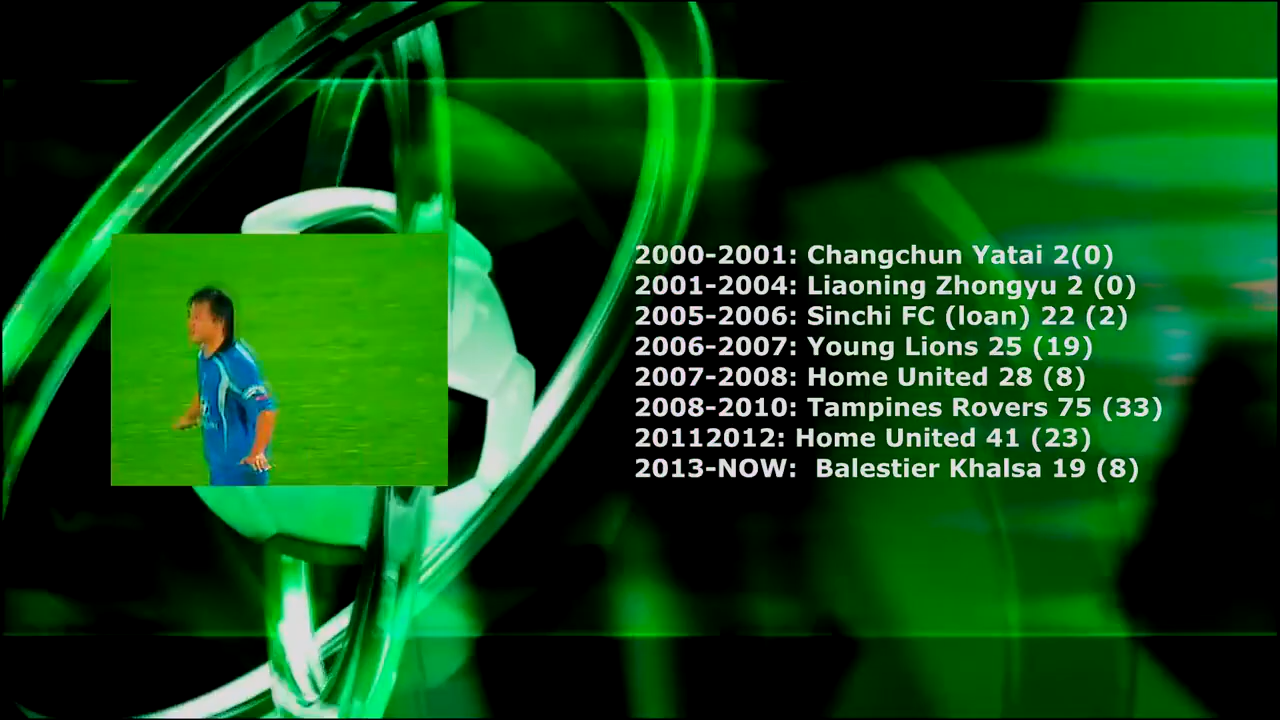 2000-2001: Changchun Yatai 2(0)
2001-2004: Liaoning Zhongyu 2 (0)
2005-2006: Sinchi FC (loan) 22 (2)
2006-2007: Young Lions 25 (19)
2007-2008: Home United 28 (8)
2008-2010: Tampines Rovers 75 (33)
20112012: Home United 41 (23)
2013-NOW:  Balestier Khalsa 19 (8)